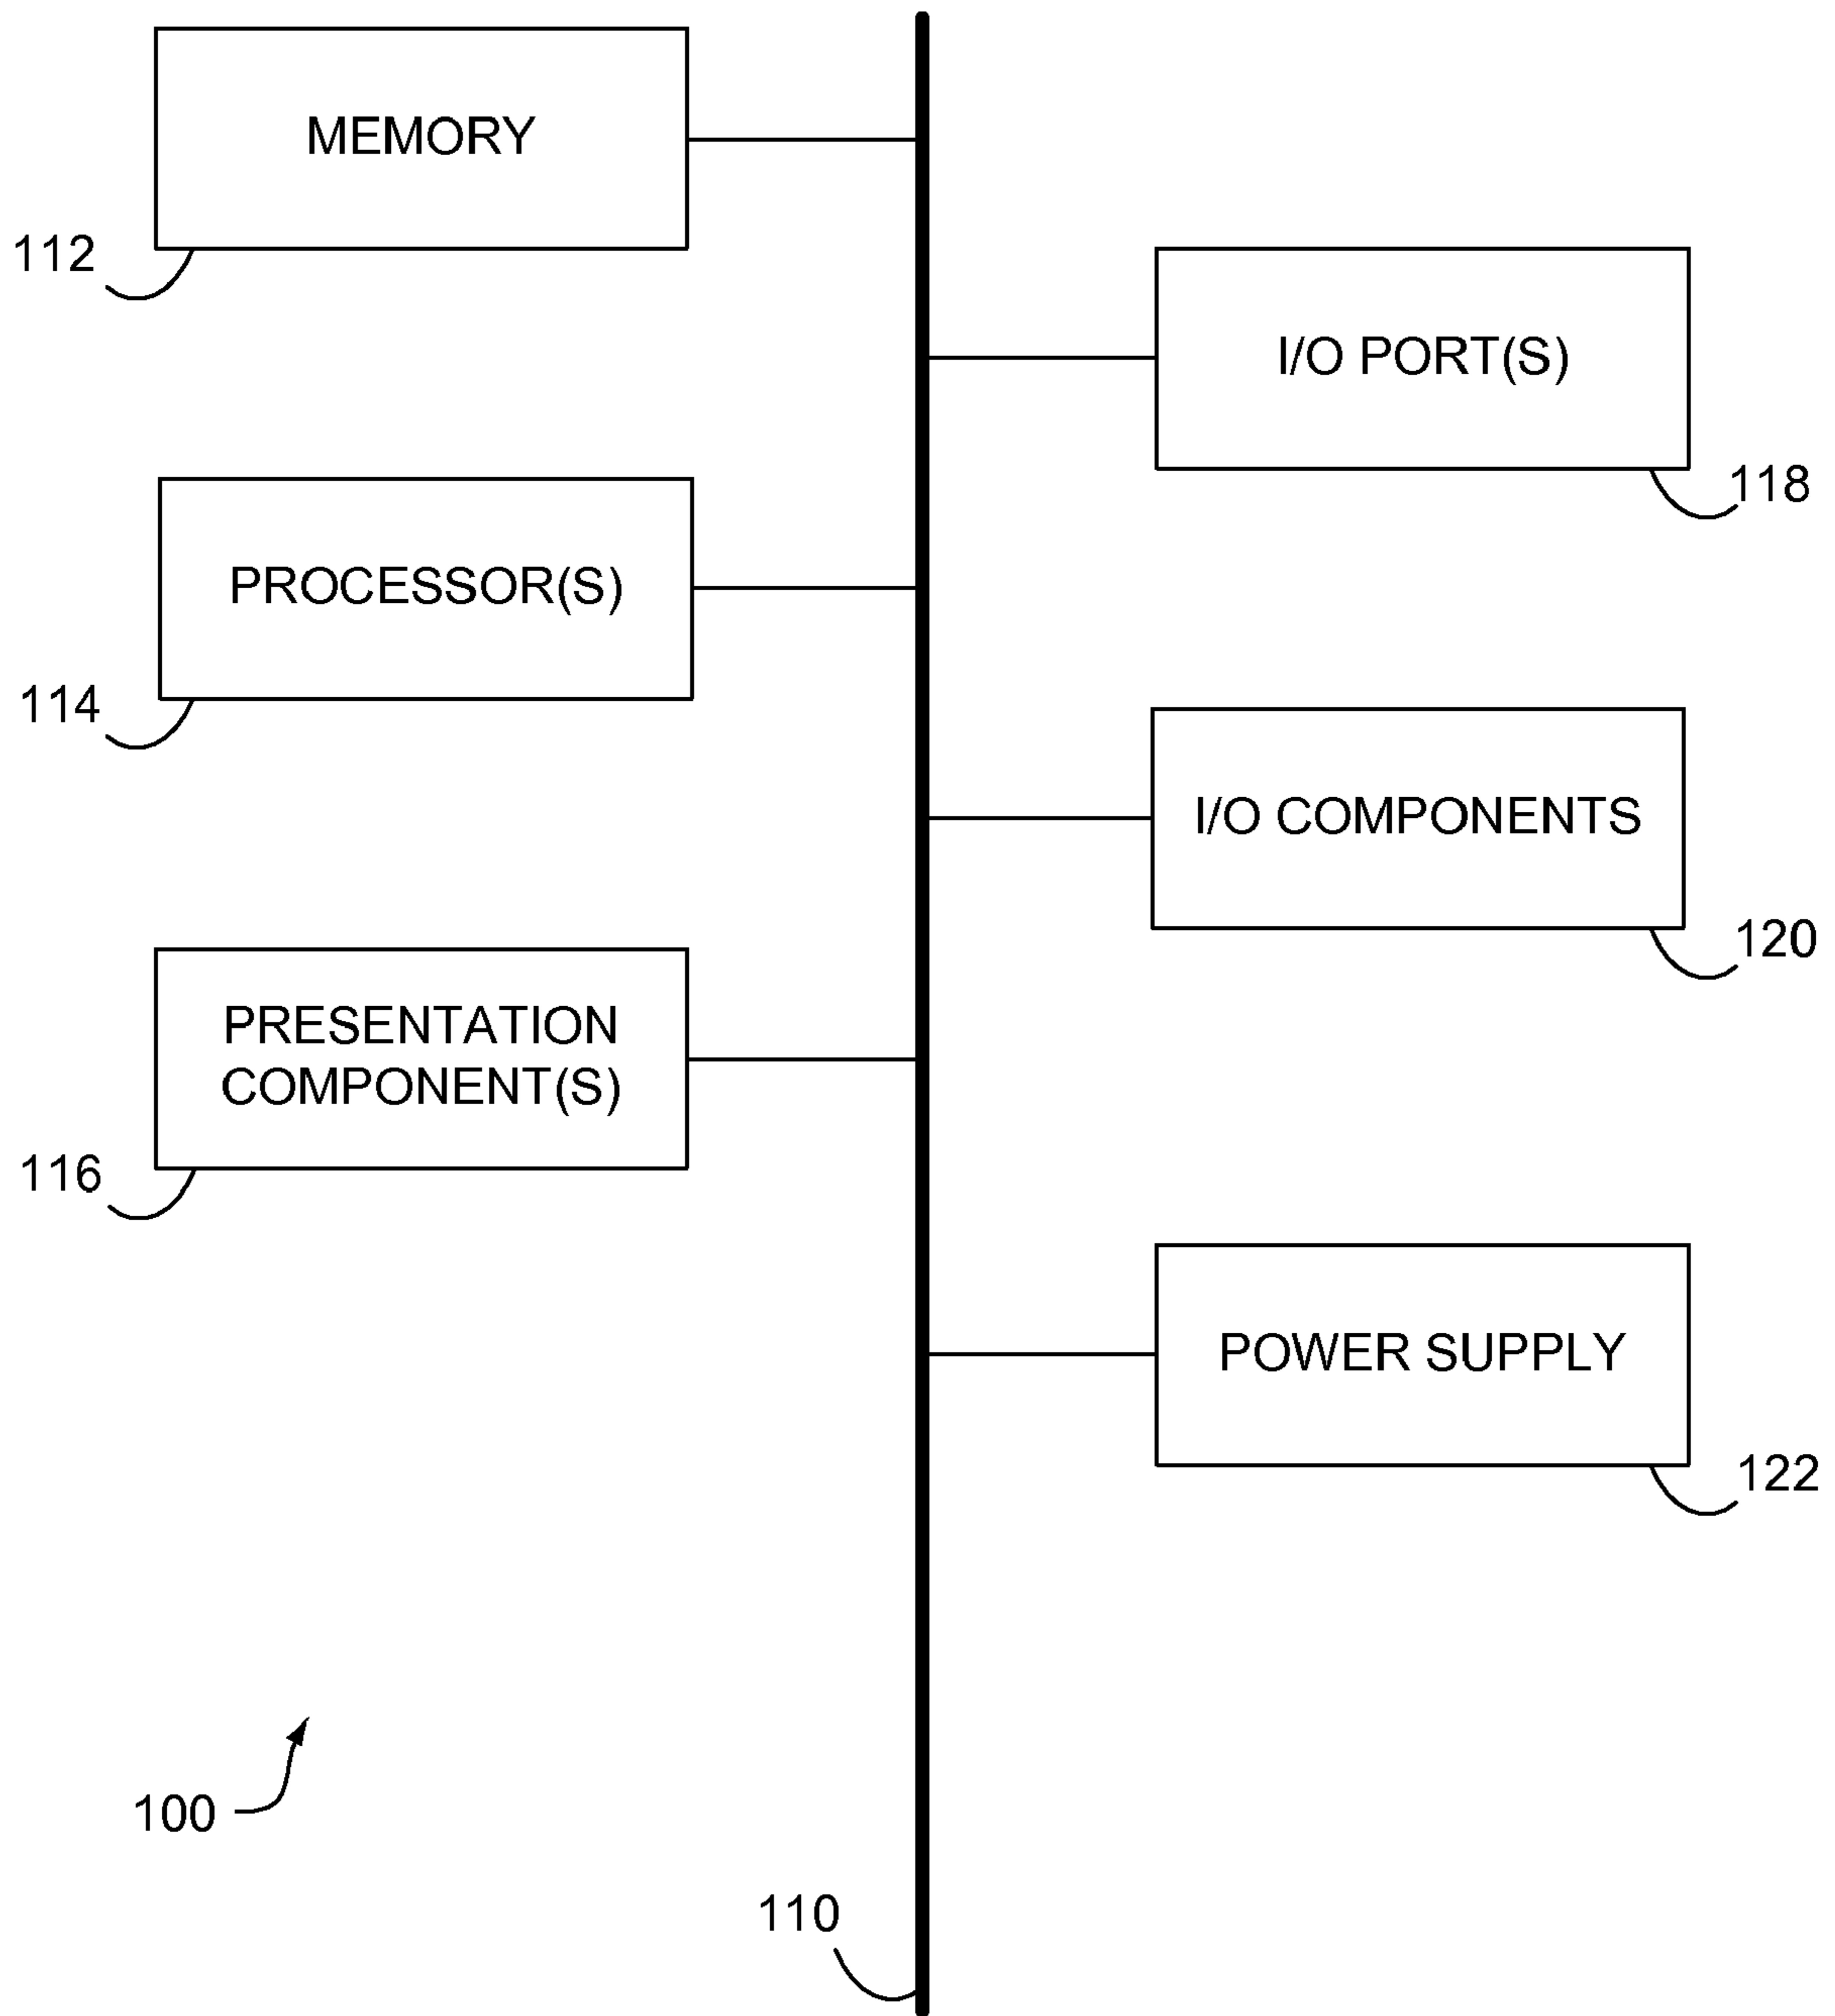 MEMORY
112
I/O PORT(S)
118
PROCESSOR(S)
114
I/O COMPONENTS
120
PRESENTATION
COMPONENT(S)
116
POWER SUPPLY
122
100
110